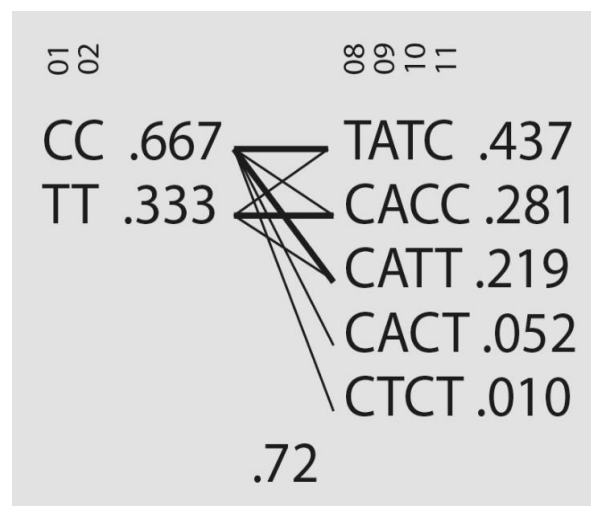 01 02 08 09 10 11
CC .667 TATC .437
TT .333 CACC .281
CATT .219
CACT .052
CTCT .010
.72